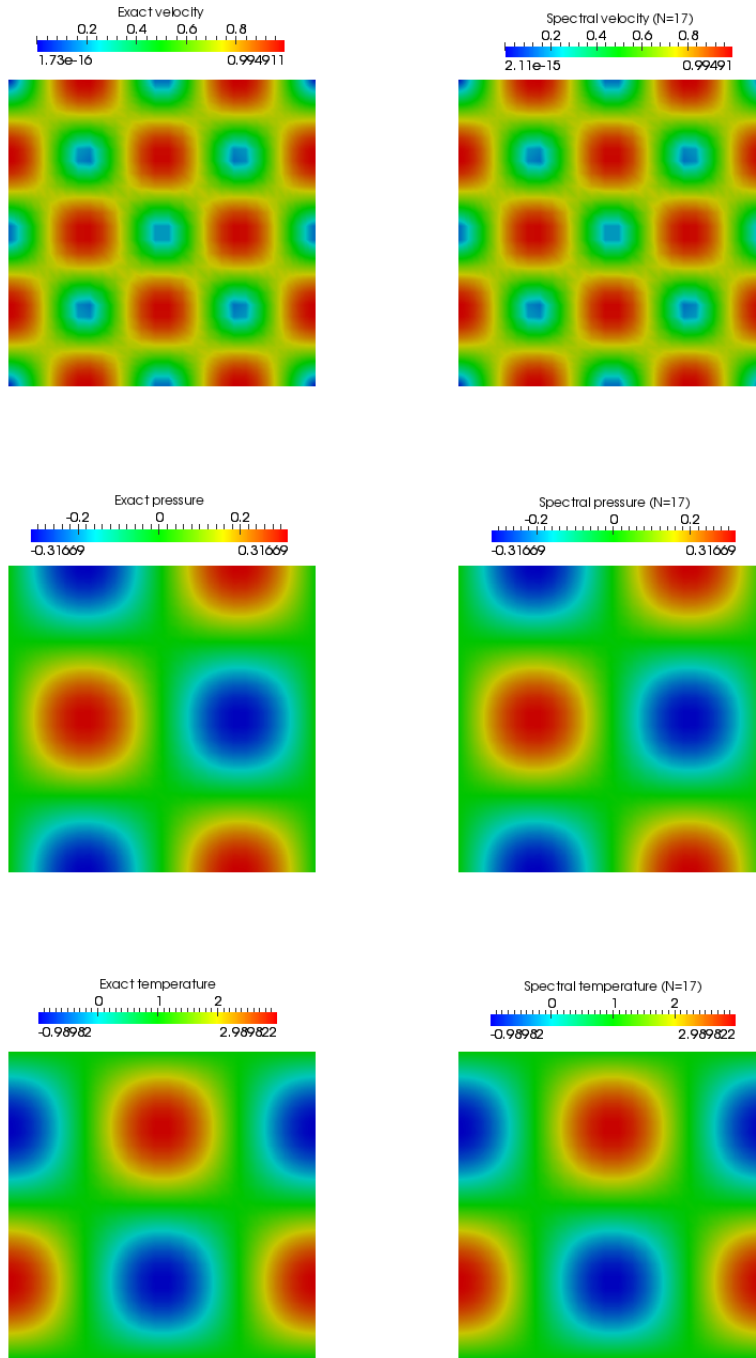 Exact velocity
0.2 0.4 0.6 0.8
1.73e-16 0.994911
Spectral velocity (N=17)
0.2 0.4 0.6 0.8
2.11e-15 0.99491
Exact pressure
-0.2 0 0.2
-0.31669 0.31669
Spectral pressure (N=17)
-0.2 0 0.2
-0.31669 0.31669
Exact temperature
0 1 2
-0.98982 2.989822
Spectral temperature (N=17)
0 1 2
-0.98982 2.989822